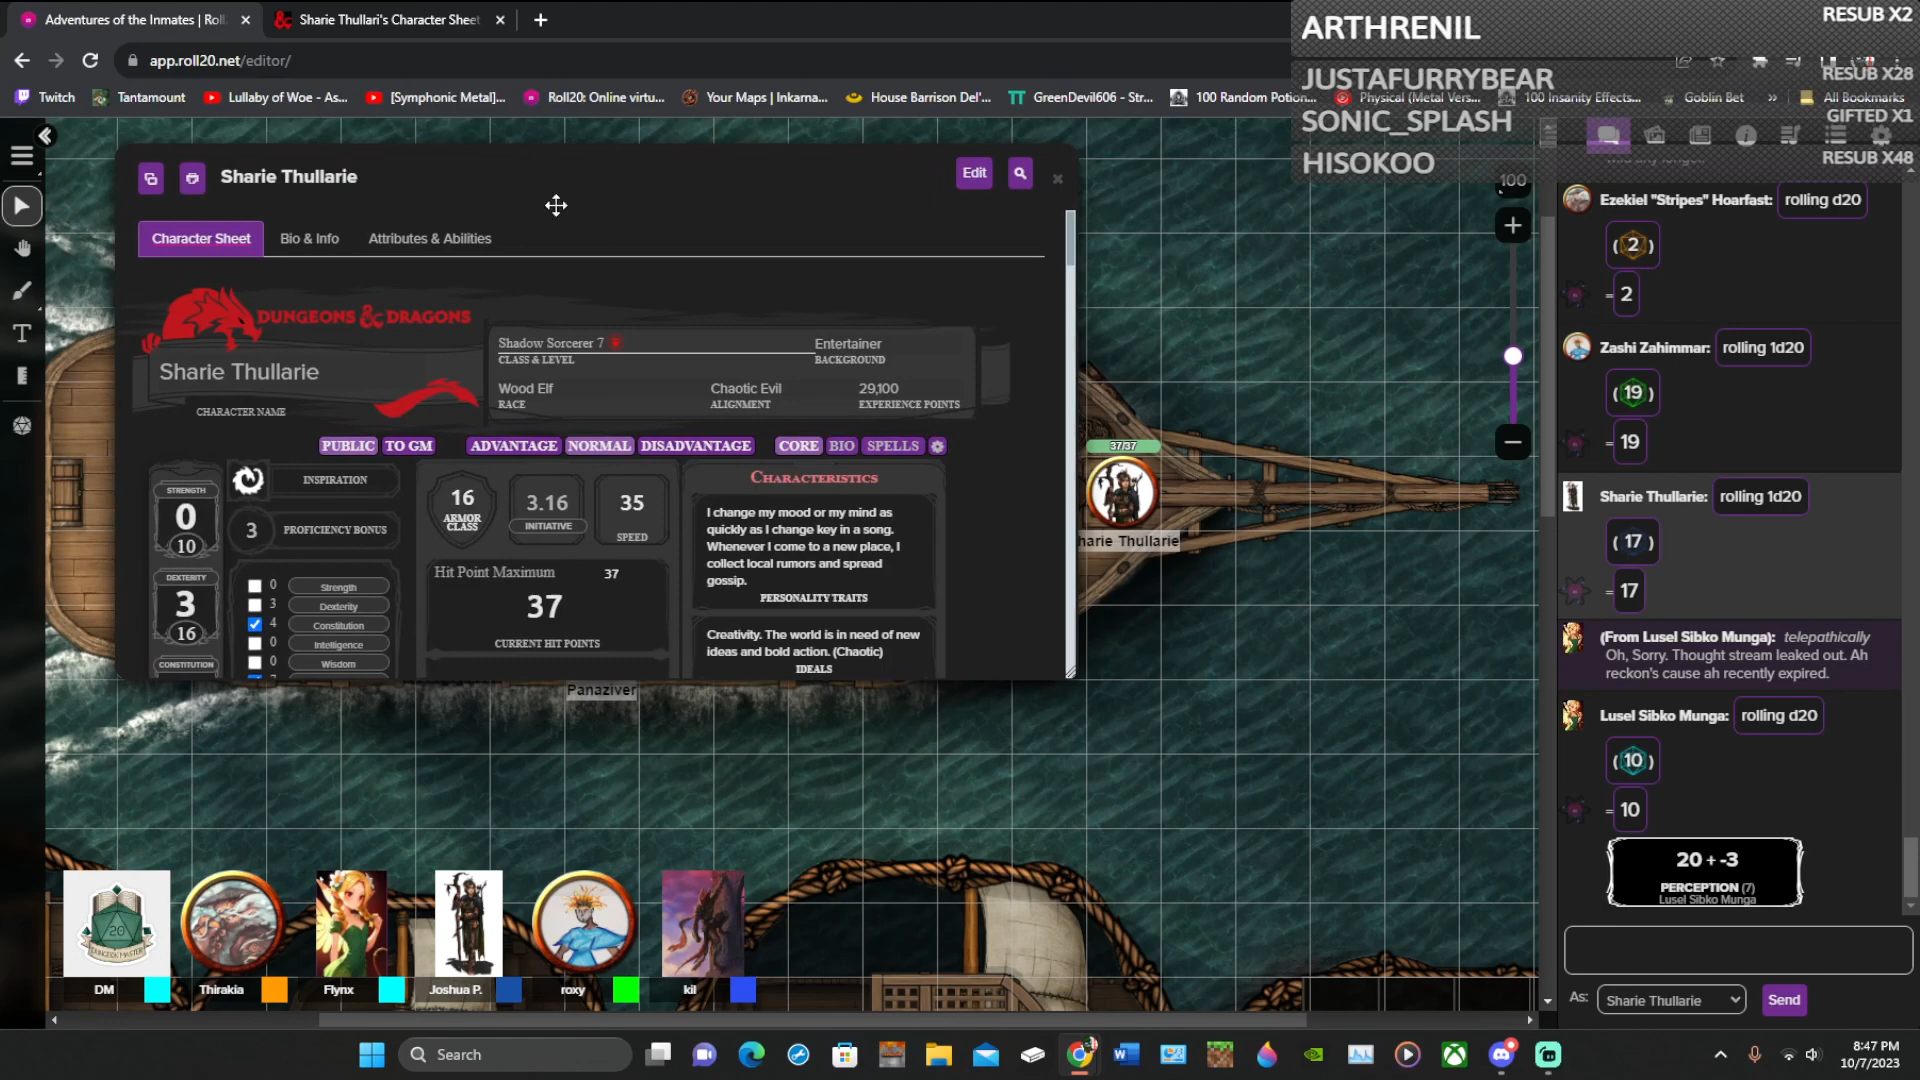 Adventures of the Inmates | Roll
Sharie Thullari's Character Sheet
app.roll20.net/editor/
Twitch
Tantamount
Lullaby of Woe - As...
[Symphonic Metal]...
Roll20: Online virtu...
Your Maps | Inkarna...
House Barrison Del'...
GreenDevil606 - Str...
100 Random Potion...
Physical (Metal Vers...
100 Insanity Effects...
Goblin Bet
»
All Bookmarks
ARTHRENIL
RESUB X2
JUSTAFURRYBEAR
RESUB X28
SONIC_SPLASH
GIFTED X1
HISOKOO
RESUB X48
Sharie Thullarie
Edit
Character Sheet
Bio & Info
Attributes & Abilities
DUNGEONS & DRAGONS
Sharie Thullarie
CHARACTER NAME
Shadow Sorcerer 7
CLASS & LEVEL
Entertainer
BACKGROUND
Wood Elf
RACE
Chaotic Evil
ALIGNMENT
29,100
EXPERIENCE POINTS
PUBLIC
TO GM
ADVANTAGE
NORMAL
DISADVANTAGE
CORE
BIO
SPELLS
STRENGTH
0
10
DEXTERITY
3
16
CONSTITUTION
INSPIRATION
3
PROFICIENCY BONUS
0 Strength
3 Dexterity
4 Constitution
0 Intelligence
0 Wisdom
16
ARMOR
CLASS
3.16
INITIATIVE
35
SPEED
Hit Point Maximum 37
37
CURRENT HIT POINTS
CHARACTERISTICS
I change my mood or my mind as
quickly as I change key in a song.
Whenever I come to a new place, I
collect local rumors and spread
gossip.
PERSONALITY TRAITS
Creativity. The world is in need of new
ideas and bold action. (Chaotic)
IDEALS
Panaziver
37/37
harie Thullarie
100
Ezekiel "Stripes" Hoarfast: rolling d20
(2)
=2
Zashi Zahimmar: rolling 1d20
(19)
=19
Sharie Thullarie: rolling 1d20
(17)
=17
(From Lusel Sibko Munga): telepathically
Oh, Sorry. Thought stream leaked out. Ah
reckon's cause ah recently expired.
Lusel Sibko Munga: rolling d20
(10)
=10
20 + -3
PERCEPTION (7)
Lusel Sibko Munga
As:
Sharie Thullarie
Send
20
DUNGEON MASTER
DM
Thirakia
Flynx
Joshua P.
roxy
kil
Search
8:47 PM
10/7/2023